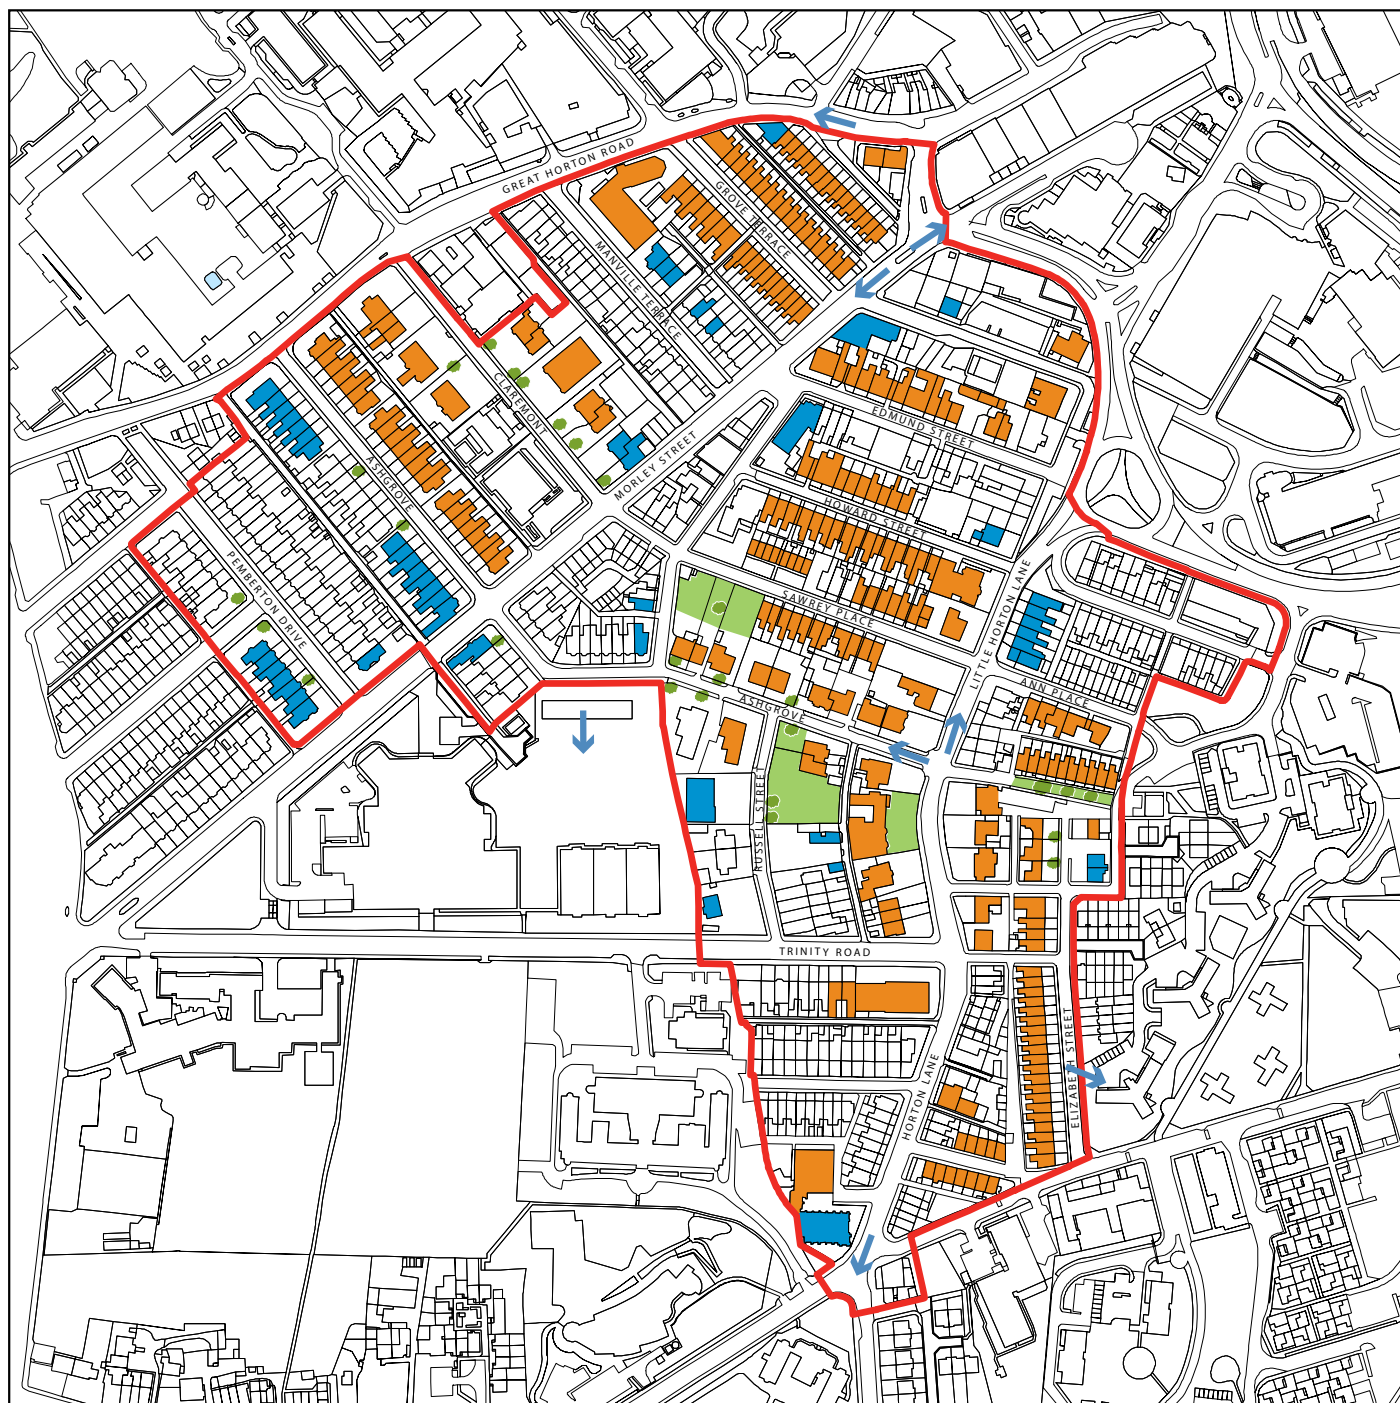 GREAT HORTON ROAD
GROVE TERRACE
MANVILLE TERRACE
CLAREMONT
MORLEY STREET
EDMUND STREET
ASHGROVE
HOWARD STREET
PEMBERTON DRIVE
SAWREY PLACE
LITTLE HORTON LANE
ANN PLACE
ASHGROVE
RUSSELL STREET
TRINITY ROAD
HORTON LANE
ELIZABETH STREET